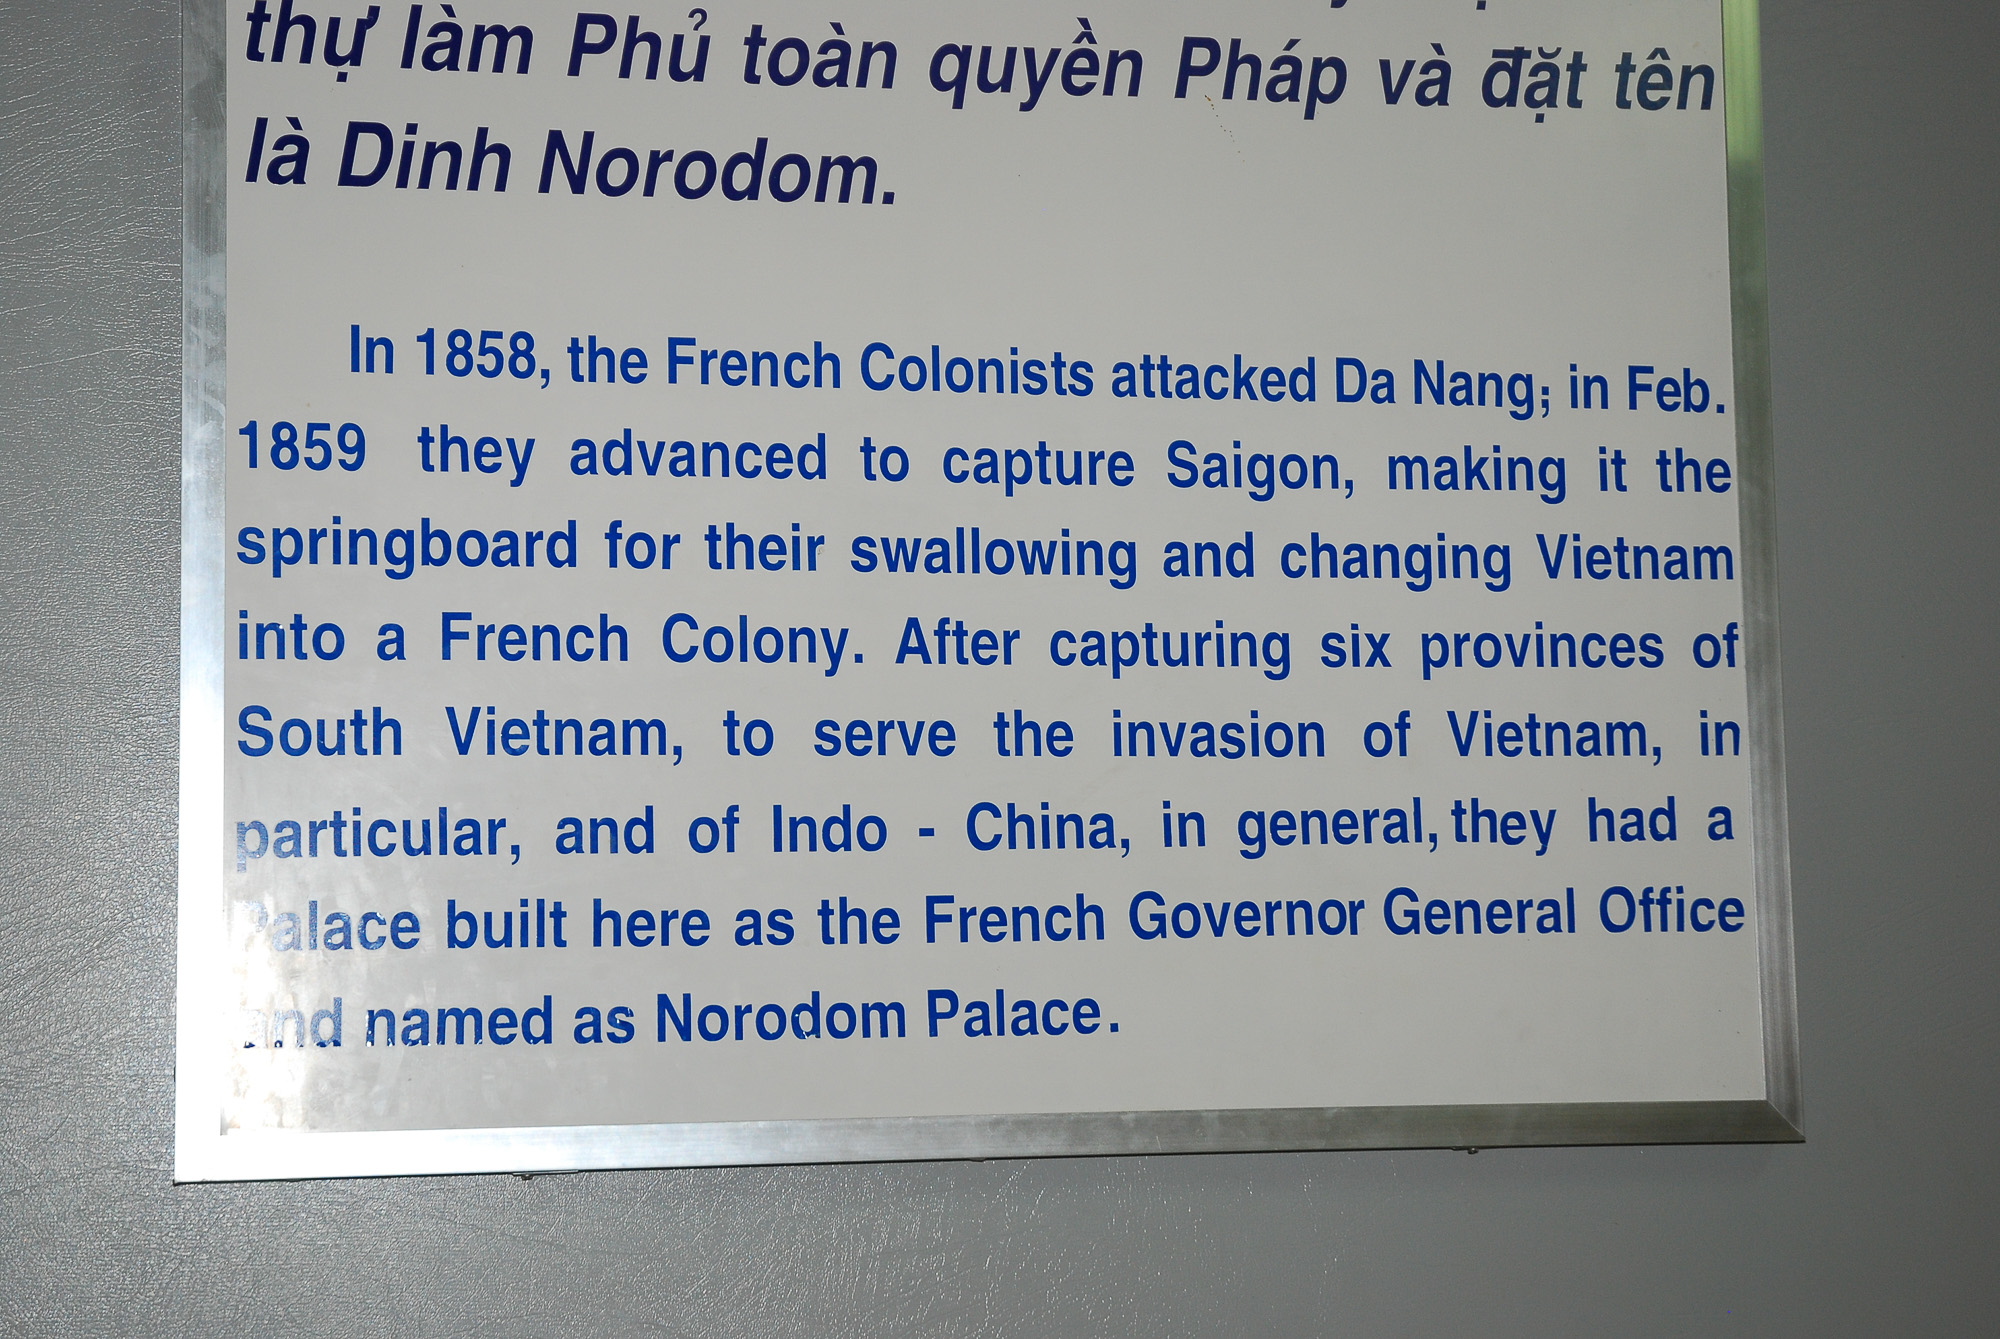 thự làm Phủ toàn quyền Pháp và đặt tên
là Dinh Norodom.
In 1858, the French Colonists attacked Da Nang; in Feb.
1859 they advanced to capture Saigon, making it the
springboard for their swallowing and changing Vietnam
into a French Colony. After capturing six provinces of
South Vietnam, to serve the invasion of Vietnam, in
particular, and of Indo - China, in general, they had a
Palace built here as the French Governor General Office
and named as Norodom Palace.